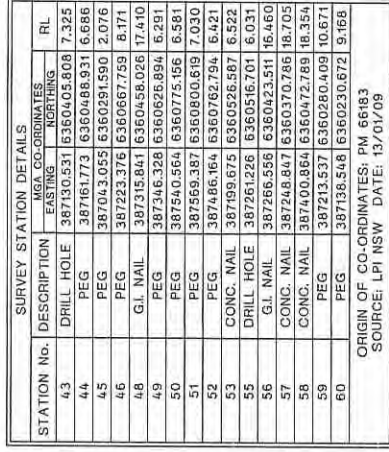 SURVEY STATION DETAILS
STATION No. DESCRIPTION MGA CO-ORDINATES RL
EASTING NORTHING
43 DRILL HOLE 387130.531 6360405.808 7.325
44 PEG 387161.773 6360488.931 6.686
45 PEG 387043.055 6360291.590 2.076
46 PEG 387223.376 6360667.759 8.171
48 G.I. NAIL 387315.841 6360458.026 17.410
49 PEG 387346.328 6360626.894 6.291
50 PEG 387540.564 6360775.156 6.581
51 PEG 387569.387 6360800.619 7.030
52 PEG 387486.164 6360762.794 6.421
53 CONC. NAIL 387199.675 6360526.587 6.522
55 DRILL HOLE 387261.226 6360516.701 6.031
56 G.I. NAIL 387266.586 6360423.511 16.460
57 CONC. NAIL 387248.847 6360370.786 18.705
58 CONC. NAIL 387400.864 6360472.789 18.354
59 PEG 387213.537 6360280.409 10.671
60 PEG 387138.548 6360230.672 9.168
ORIGIN OF CO-ORDINATES: PM 66183
SOURCE: LPI NSW DATE: 13/01/09